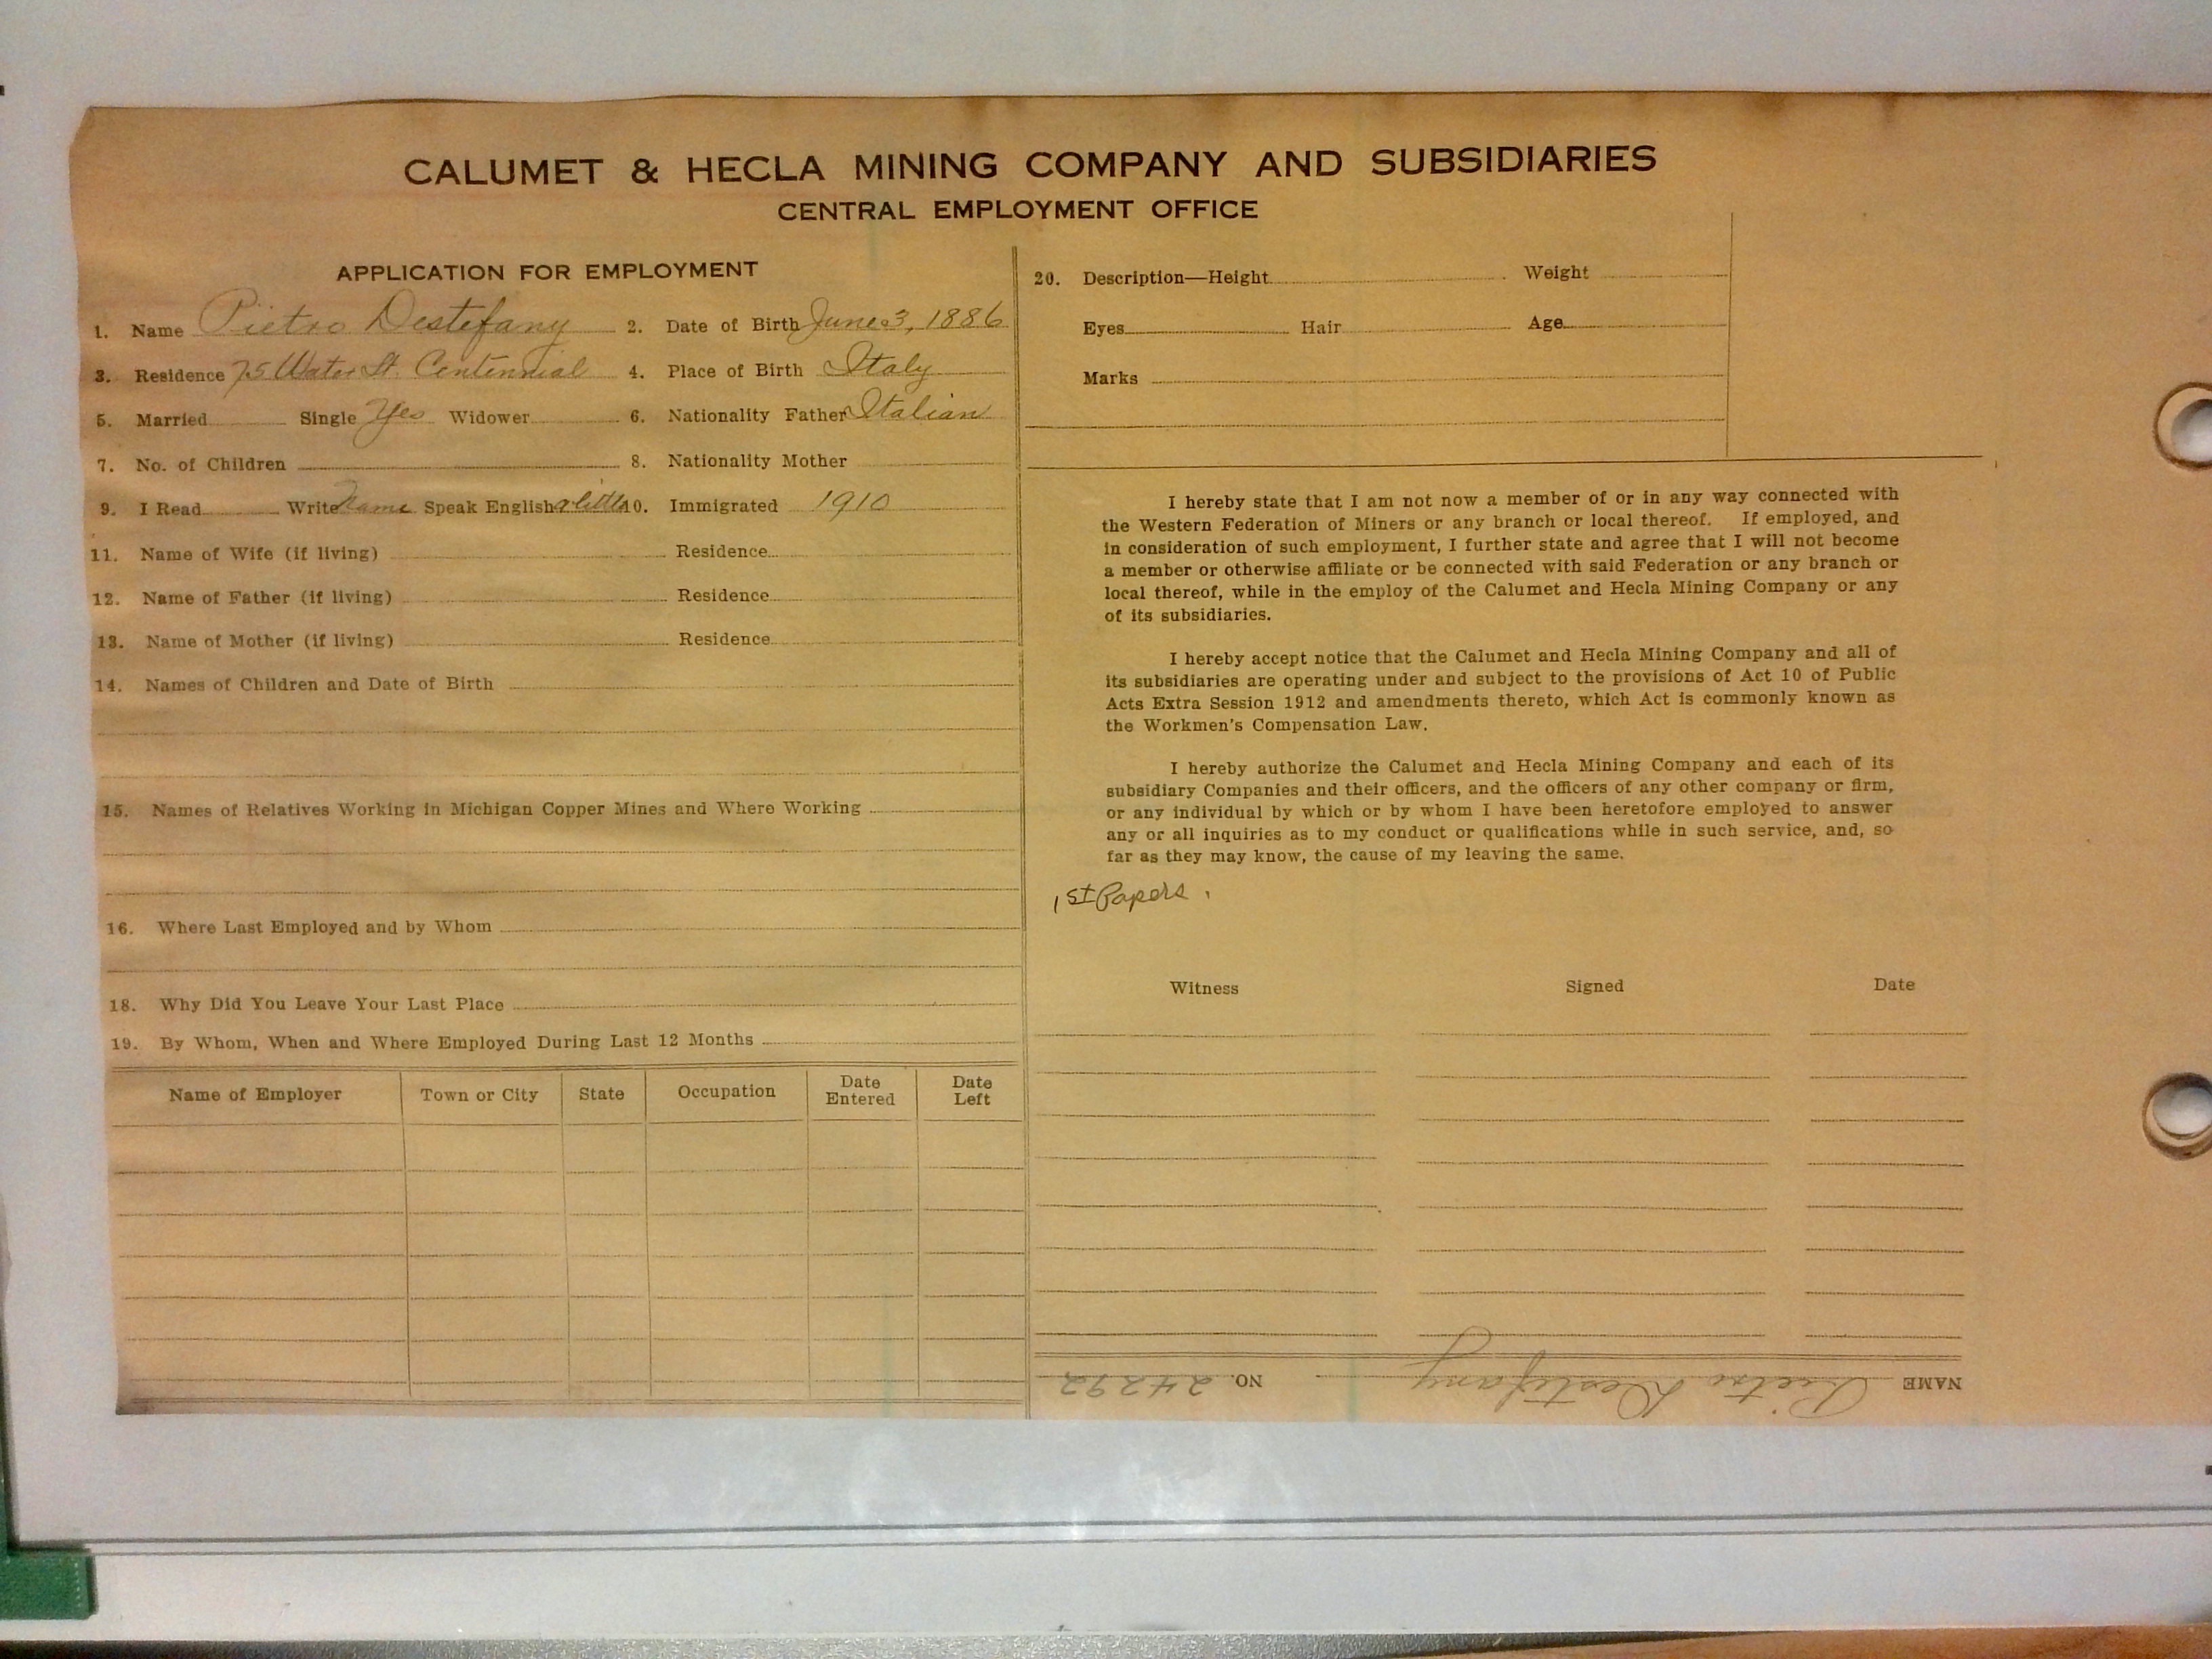 CALUMET & HECLA MINING COMPANY AND SUBSIDIARIES
CENTRAL EMPLOYMENT OFFICE
APPLICATION FOR EMPLOYMENT
1. Name Pietro Destefany 2. Date of Birth June 3, 1886
3. Residence 75 Water St. Centennial 4. Place of Birth Italy
5. Married Single Yes Widower 6. Nationality Father Italian
7. No. of Children 8. Nationality Mother
9. I Read Write Name Speak English a little 10. Immigrated 1910
11. Name of Wife (if living) Residence
12. Name of Father (if living) Residence
13. Name of Mother (if living) Residence
14. Names of Children and Date of Birth
15. Names of Relatives Working in Michigan Copper Mines and Where Working
16. Where Last Employed and by Whom
18. Why Did You Leave Your Last Place
19. By Whom, When and Where Employed During Last 12 Months
Name of Employer Town or City State Occupation Date Entered Date Left
20. Description—Height Weight
Eyes Hair Age
Marks
I hereby state that I am not now a member of or in any way connected with
the Western Federation of Miners or any branch or local thereof. If employed, and
in consideration of such employment, I further state and agree that I will not become
a member or otherwise affiliate or be connected with said Federation or any branch or
local thereof, while in the employ of the Calumet and Hecla Mining Company or any
of its subsidiaries.
I hereby accept notice that the Calumet and Hecla Mining Company and all of
its subsidiaries are operating under and subject to the provisions of Act 10 of Public
Acts Extra Session 1912 and amendments thereto, which Act is commonly known as
the Workmen's Compensation Law.
I hereby authorize the Calumet and Hecla Mining Company and each of its
subsidiary Companies and their officers, and the officers of any other company or firm,
or any individual by which or by whom I have been heretofore employed to answer
any or all inquiries as to my conduct or qualifications while in such service, and, so
far as they may know, the cause of my leaving the same.
1st Papers.
Witness Signed Date
NAME Pietro Destefany NO. 24292